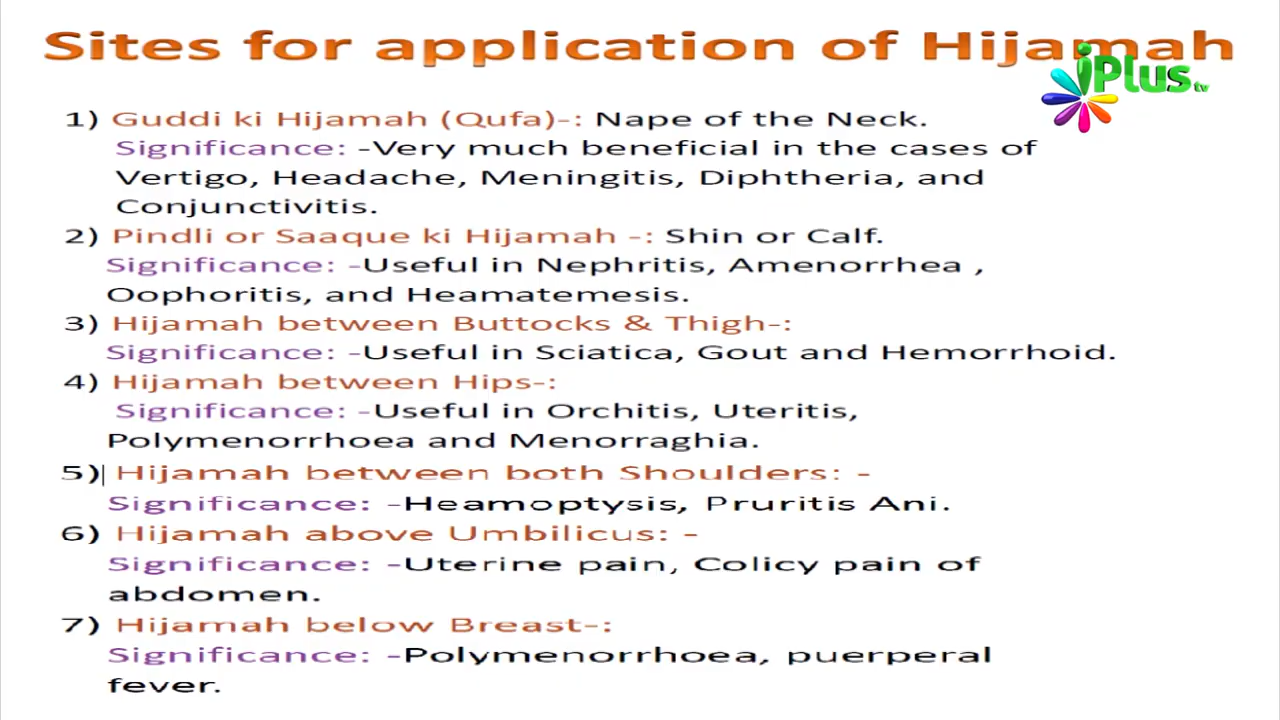 Sites for application of Hijamah
iPlus tv
1) Guddi ki Hijamah (Qufa)-: Nape of the Neck.
Significance: -Very much beneficial in the cases of
Vertigo, Headache, Meningitis, Diphtheria, and
Conjunctivitis.
2) Pindli or Saaque ki Hijamah -: Shin or Calf.
Significance: -Useful in Nephritis, Amenorrhea ,
Oophoritis, and Heamatemesis.
3) Hijamah between Buttocks & Thigh-:
Significance: -Useful in Sciatica, Gout and Hemorrhoid.
4) Hijamah between Hips-:
Significance: -Useful in Orchitis, Uteritis,
Polymenorrhoea and Menorraghia.
5) Hijamah between both Shoulders: -
Significance: -Heamoptysis, Pruritis Ani.
6) Hijamah above Umbilicus: -
Significance: -Uterine pain, Colicy pain of
abdomen.
7) Hijamah below Breast-:
Significance: -Polymenorrhoea, puerperal
fever.